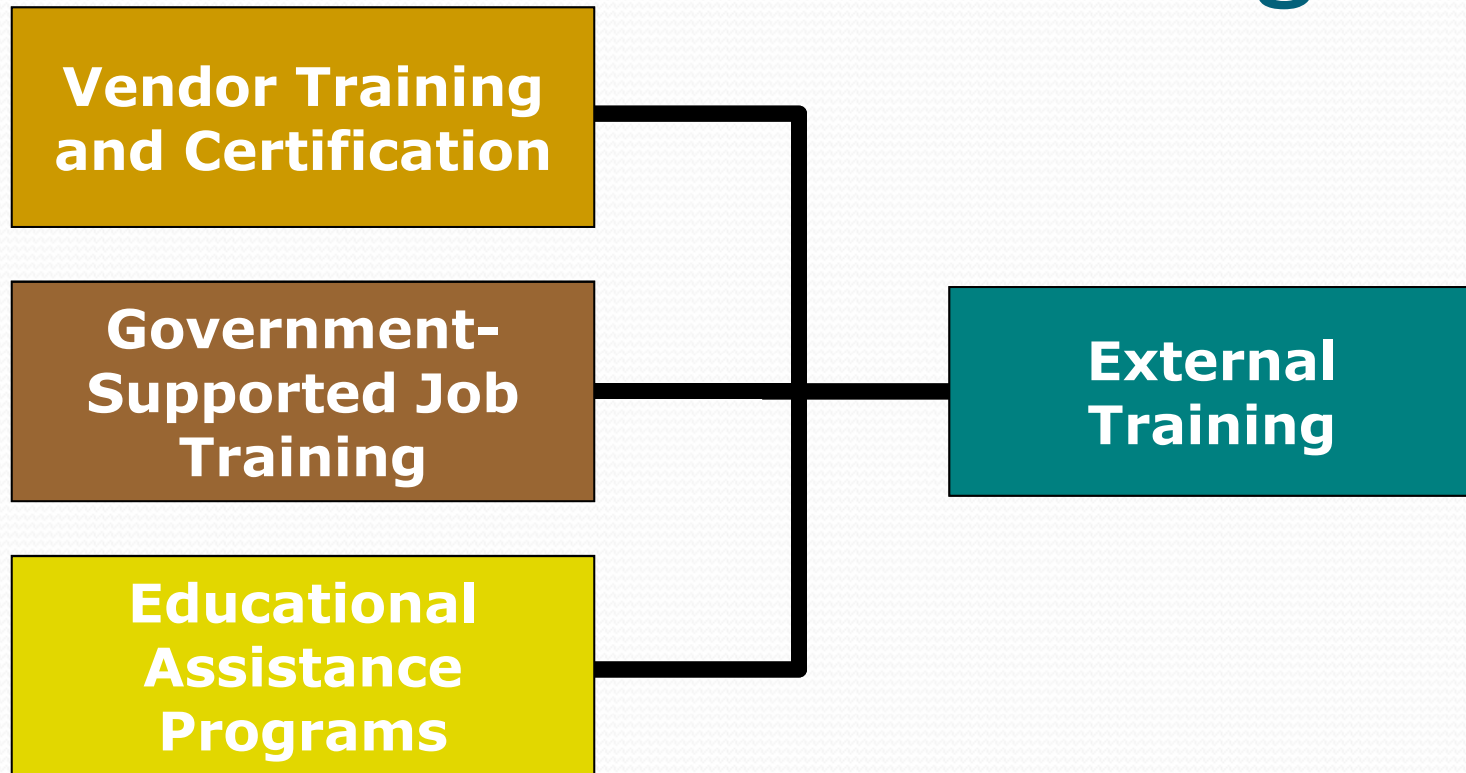 Vendor Training
and Certification
Government-
Supported Job
Training
External
Training
Educational
Assistance
Programs